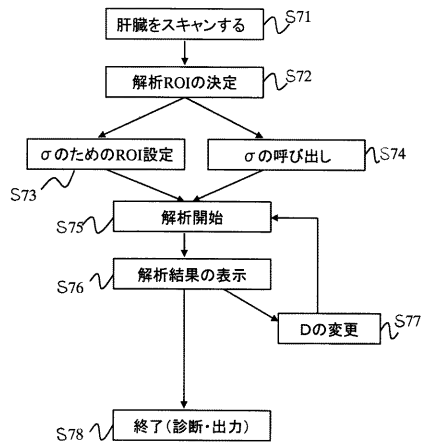 肝臓をスキャンする
S71
解析ROIの決定
S72
σのためのROI設定
S73
σの呼び出し
S74
解析開始
S75
解析結果の表示
S76
Dの変更
S77
終了(診断・出力)
S78